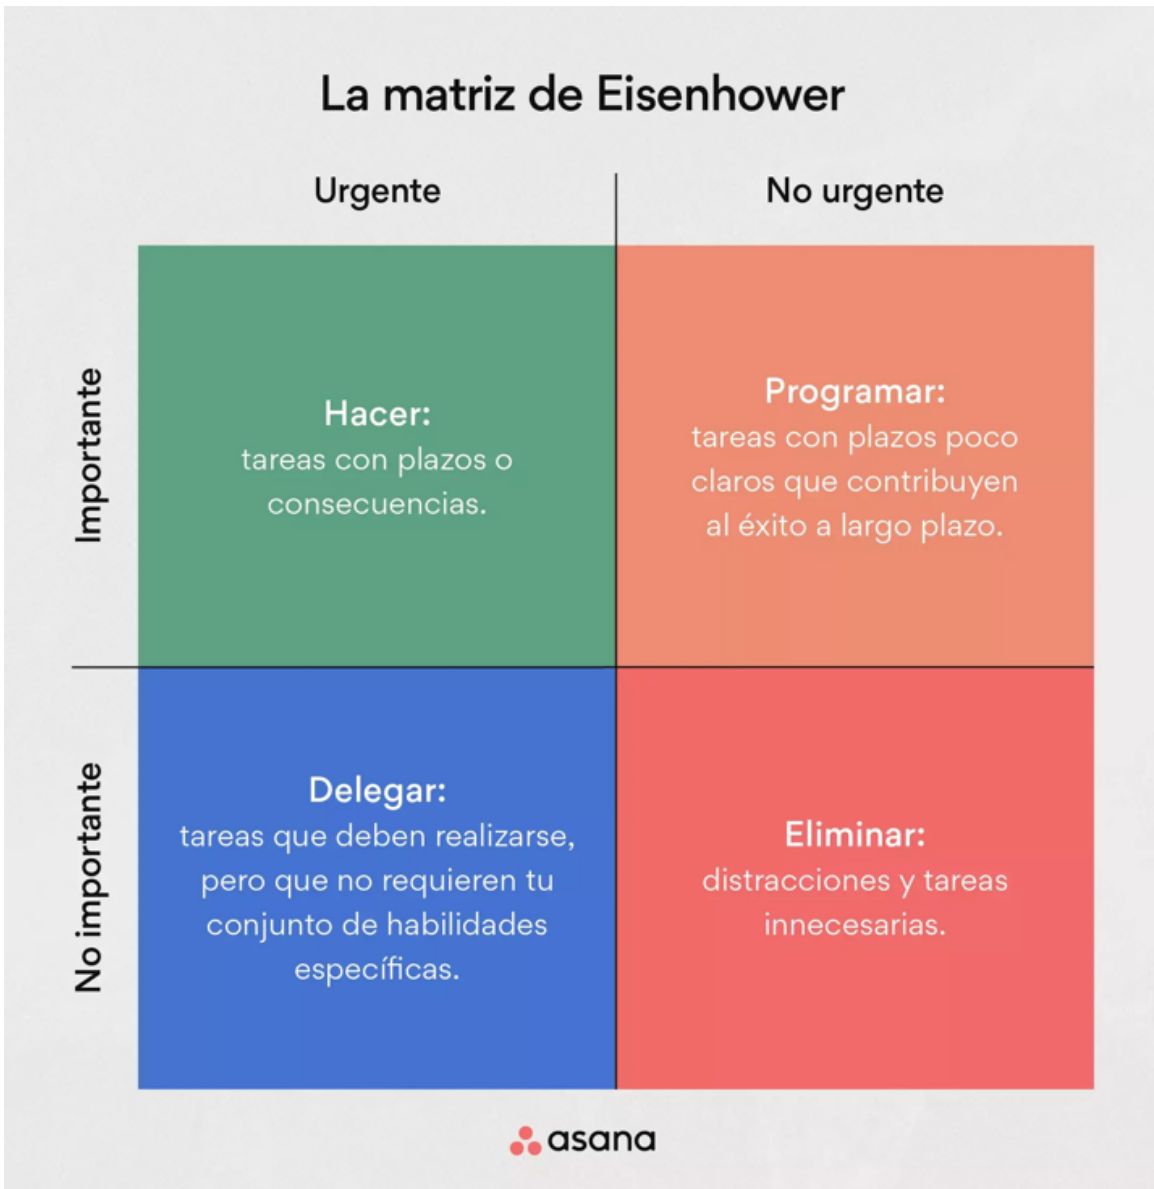 La matriz de Eisenhower
Urgente
No urgente
Importante
Hacer:
tareas con plazos o
consecuencias.
Programar:
tareas con plazos poco
claros que contribuyen
al éxito a largo plazo.
No importante
Delegar:
tareas que deben realizarse,
pero que no requieren tu
conjunto de habilidades
específicas.
Eliminar:
distracciones y tareas
innecesarias.
asana